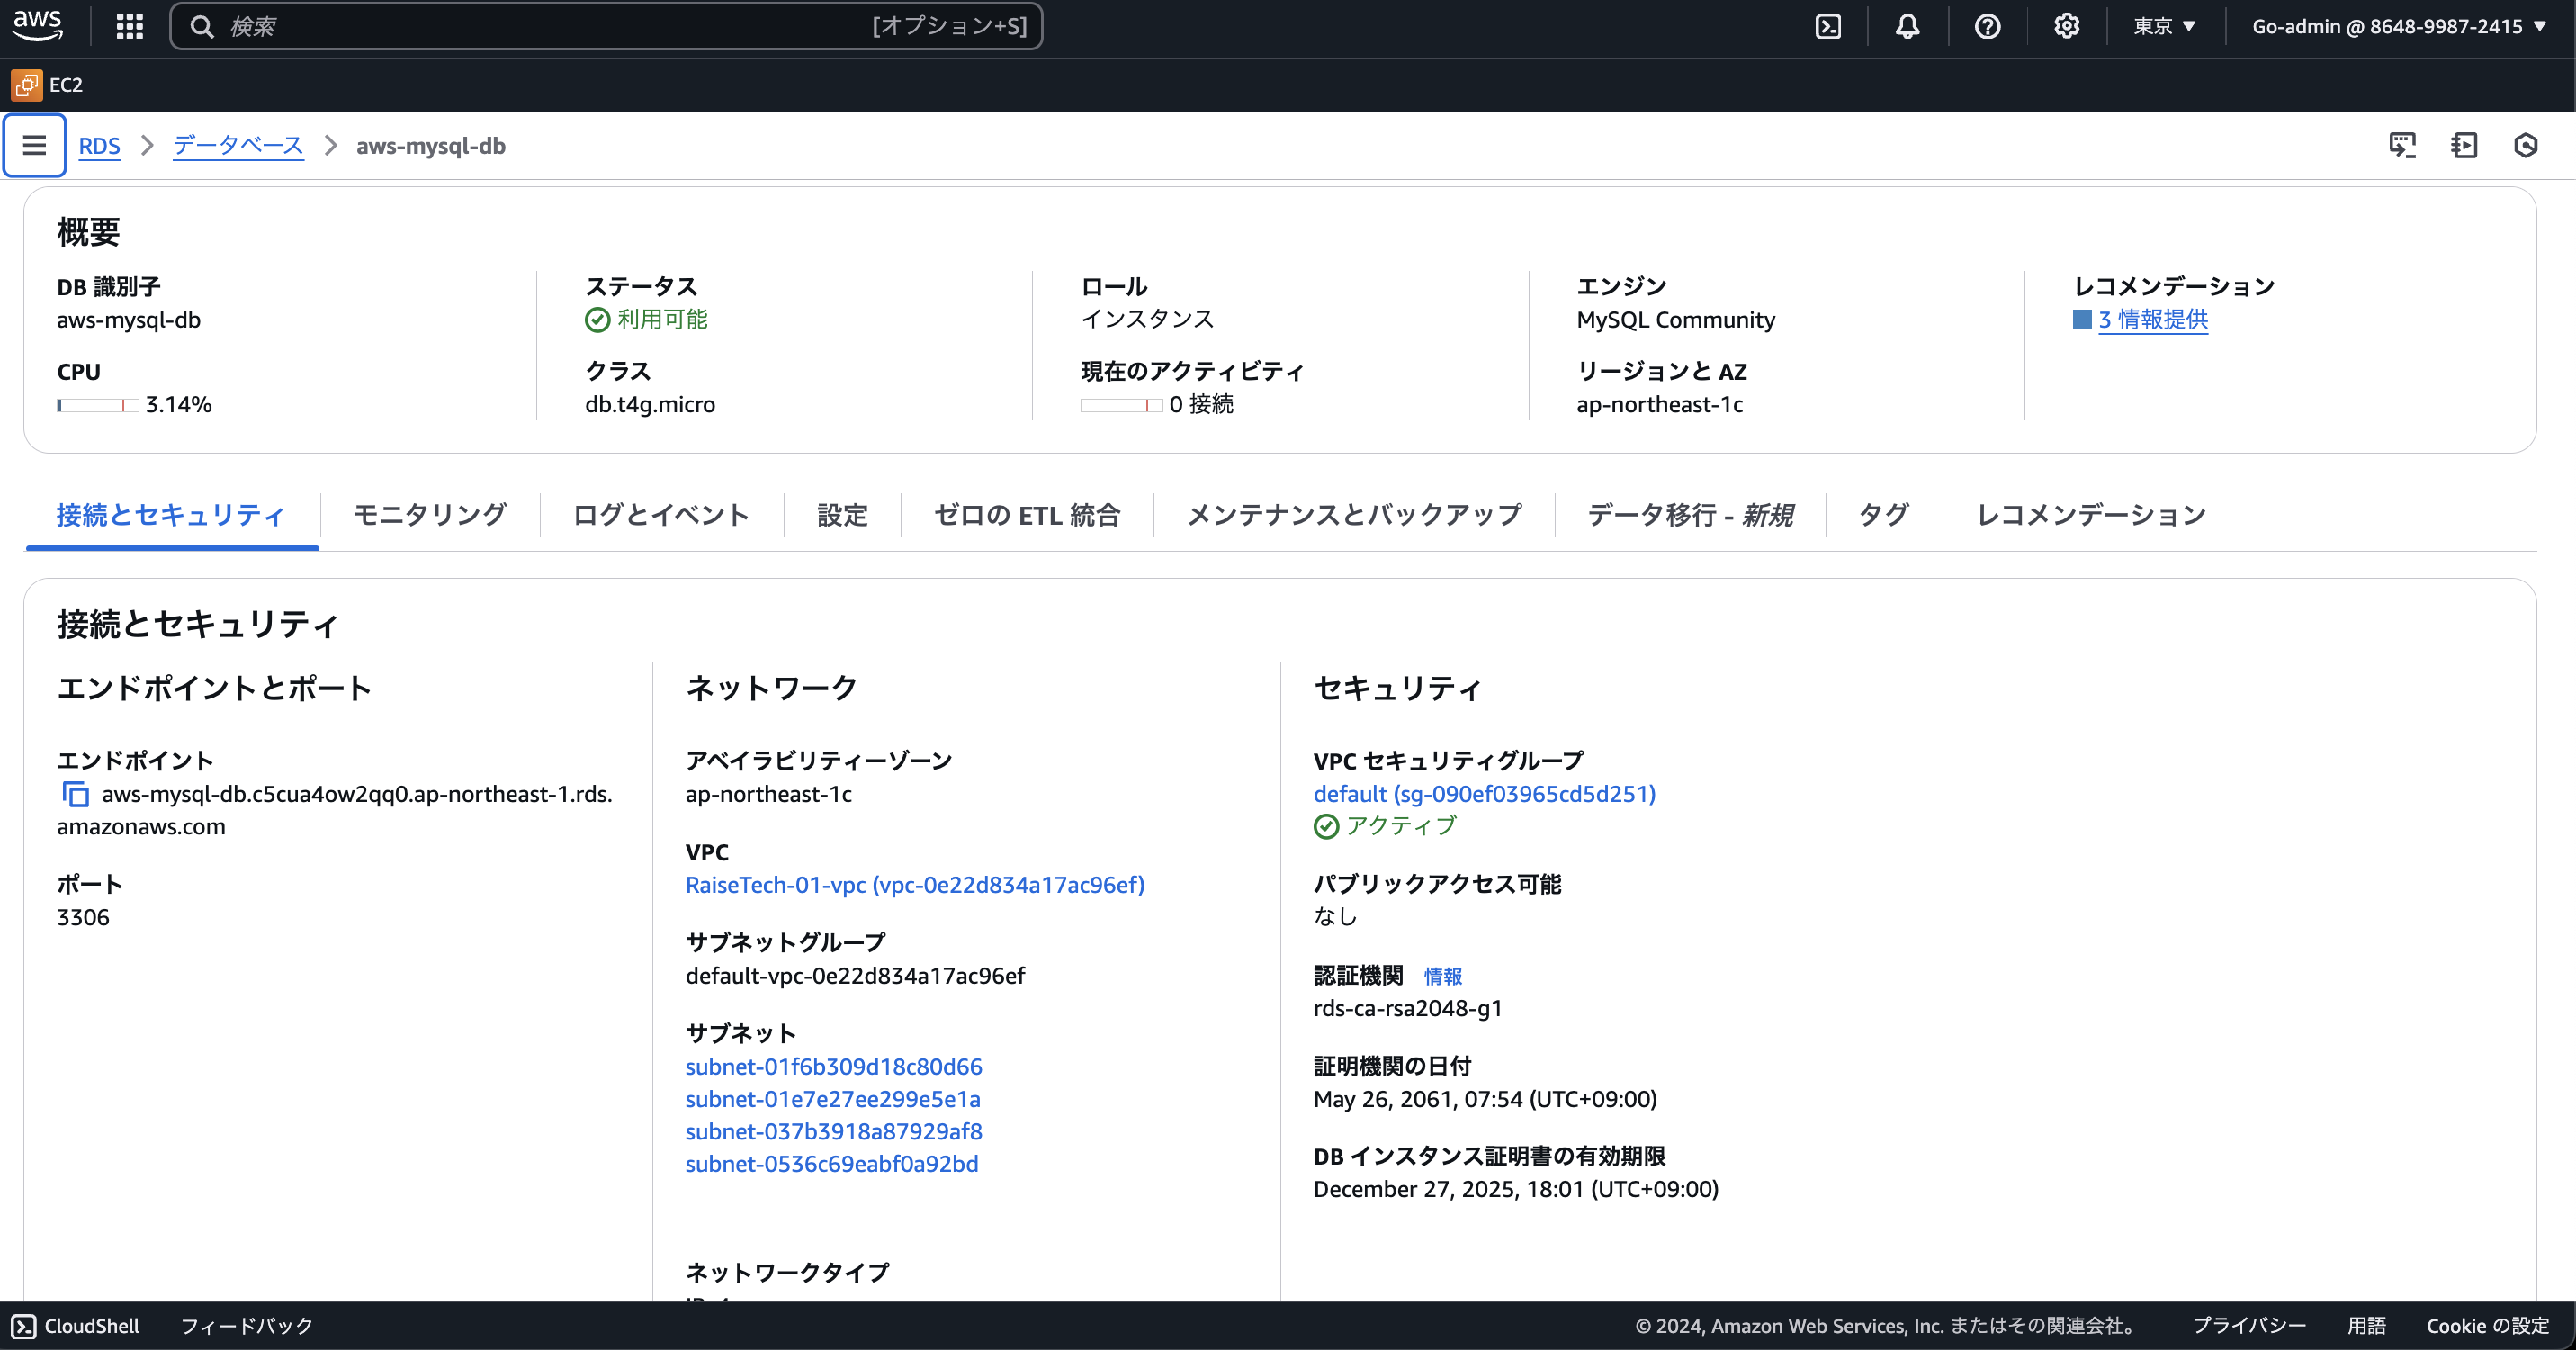 aws
検索
[オプション+S]
東京
Go-admin @ 8648-9987-2415
EC2
RDS
データベース
aws-mysql-db
概要
DB 識別子
aws-mysql-db
CPU
3.14%
ステータス
利用可能
クラス
db.t4g.micro
ロール
インスタンス
現在のアクティビティ
0 接続
エンジン
MySQL Community
リージョンと AZ
ap-northeast-1c
レコメンデーション
3 情報提供
接続とセキュリティ
モニタリング
ログとイベント
設定
ゼロの ETL 統合
メンテナンスとバックアップ
データ移行 - 新規
タグ
レコメンデーション
接続とセキュリティ
エンドポイントとポート
エンドポイント
aws-mysql-db.c5cua4ow2qq0.ap-northeast-1.rds.
amazonaws.com
ポート
3306
ネットワーク
アベイラビリティーゾーン
ap-northeast-1c
VPC
RaiseTech-01-vpc (vpc-0e22d834a17ac96ef)
サブネットグループ
default-vpc-0e22d834a17ac96ef
サブネット
subnet-01f6b309d18c80d66
subnet-01e7e27ee299e5e1a
subnet-037b3918a87929af8
subnet-0536c69eabf0a92bd
ネットワークタイプ
セキュリティ
VPC セキュリティグループ
default (sg-090ef03965cd5d251)
アクティブ
パブリックアクセス可能
なし
認証機関 情報
rds-ca-rsa2048-g1
証明機関の日付
May 26, 2061, 07:54 (UTC+09:00)
DB インスタンス証明書の有効期限
December 27, 2025, 18:01 (UTC+09:00)
CloudShell
フィードバック
© 2024, Amazon Web Services, Inc. またはその関連会社。
プライバシー
用語
Cookie の設定